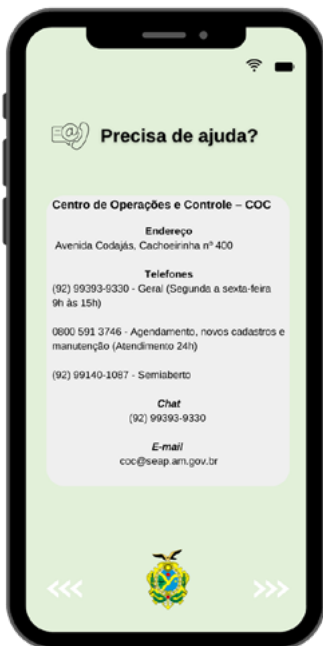 Precisa de ajuda?
Centro de Operações e Controle – COC
Endereço
Avenida Codajás, Cachoeirinha nº 400
Telefones
(92) 99393-9330 - Geral (Segunda a sexta-feira
9h às 15h)
0800 591 3746 - Agendamento, novos cadastros e
manutenção (Atendimento 24h)
(92) 99140-1087 - Semiaberto
Chat
(92) 99393-9330
E-mail
coc@seap.am.gov.br